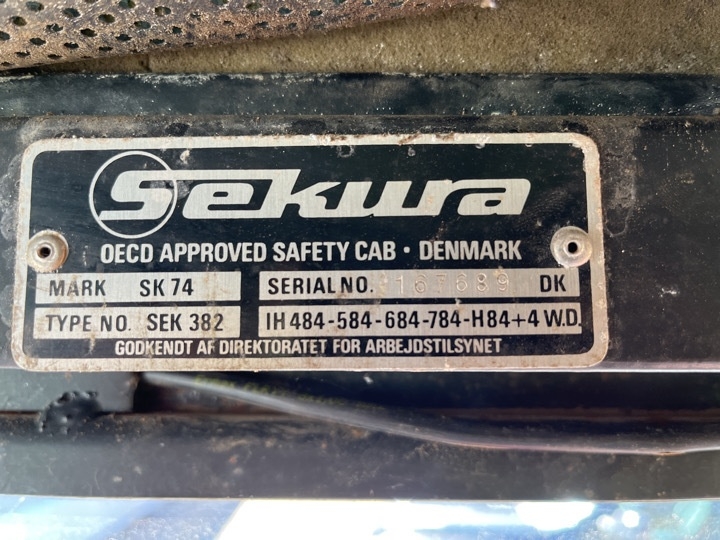 Sekura
OECD APPROVED SAFETY CAB · DENMARK
MARK SK 74 SERIAL NO. 167689 DK
TYPE NO. SEK 382 IH 484-584-684-784-H84+4 W.D.
GODKENDT AF DIREKTORATET FOR ARBEJDSTILSYNET